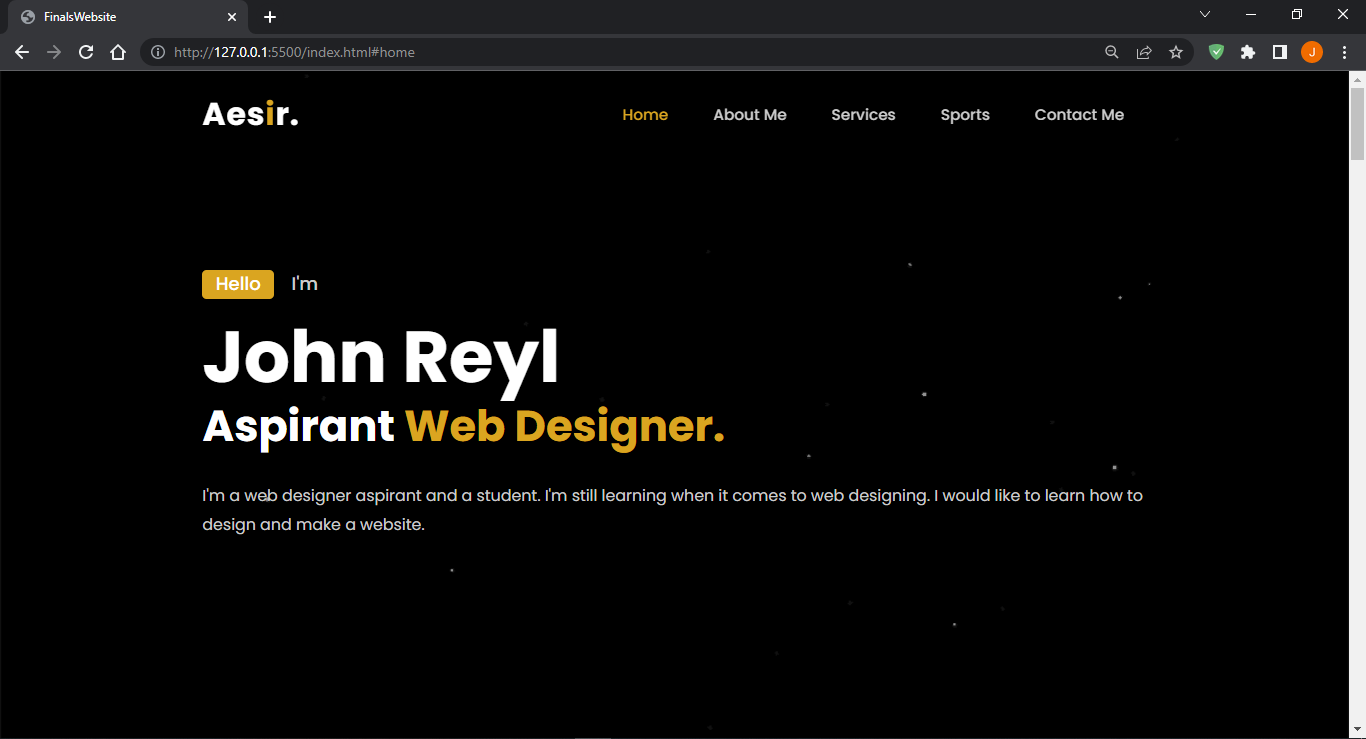 FinalsWebsite
http://127.0.0.1:5500/index.html#home
J
Aesir.
Home About Me Services Sports Contact Me
Hello I'm
John Reyl
Aspirant Web Designer.
I'm a web designer aspirant and a student. I'm still learning when it comes to web designing. I would like to learn how to
design and make a website.